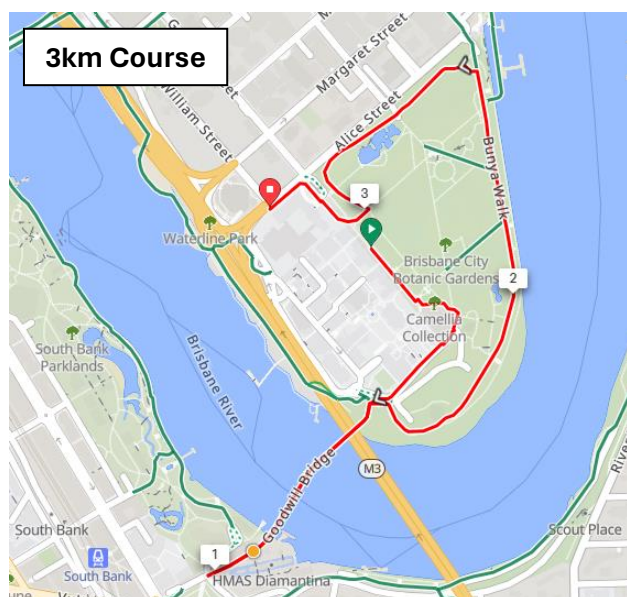 3km Course
William Street
Margaret Street
Alice Street
Bunya Walk
3
Waterline Park
Brisbane City
Botanic Gardens
2
Camellia
Collection
South Bank
Parklands
Brisbane River
Goodwill Bridge
M3
South Bank
1
South Bank
HMAS Diamantina
Scout Place